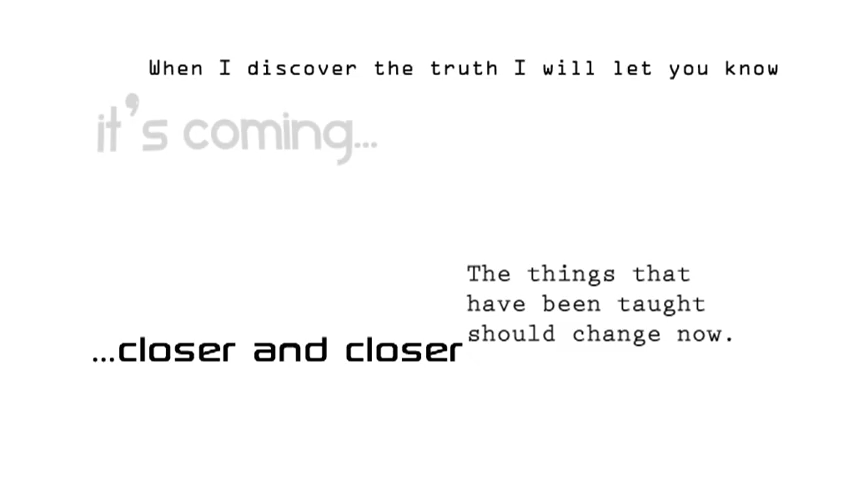 When I discover the truth I will let you know
it's coming...
The things that
have been taught
should change now.
...closer and closer